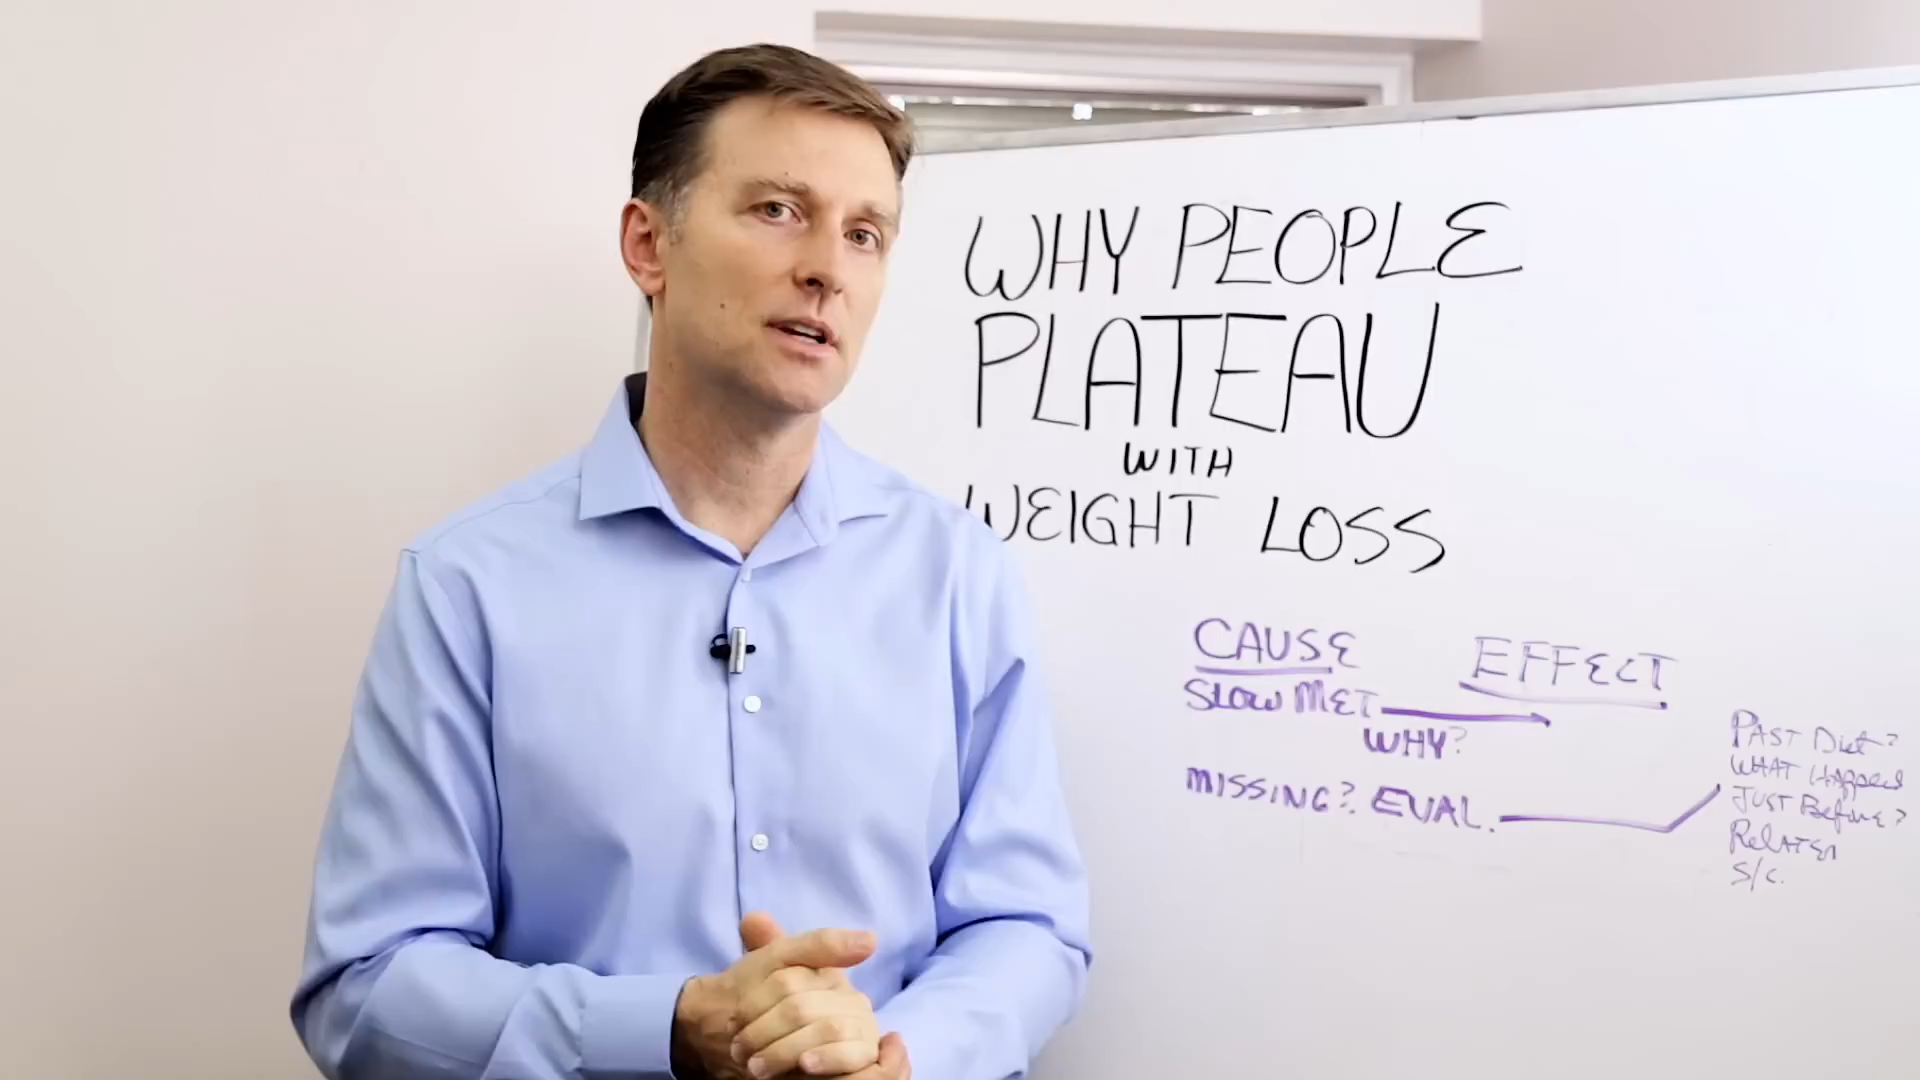 WHY PEOPLE
PLATEAU
WITH
WEIGHT LOSS
CAUSE
EFFECT
SLOW MET
WHY?
MISSING? EVAL.
PAST Diet?
WHAT Happened
JUST Before?
RELATED
S/C.